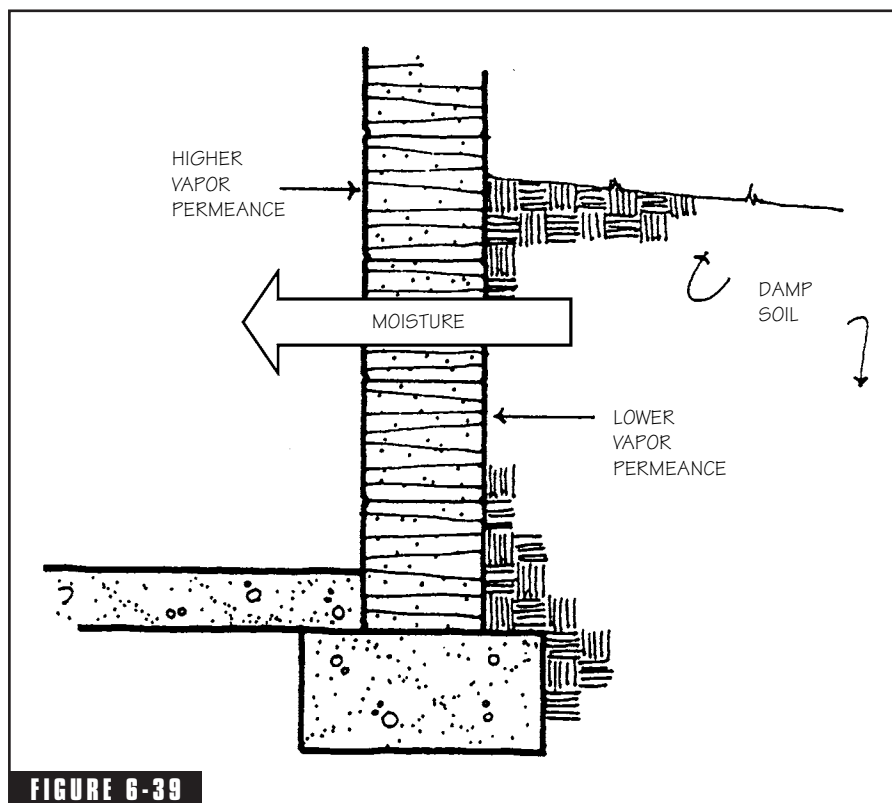 HIGHER
VAPOR
PERMEANCE
DAMP
SOIL
MOISTURE
LOWER
VAPOR
PERMEANCE
FIGURE 6-39